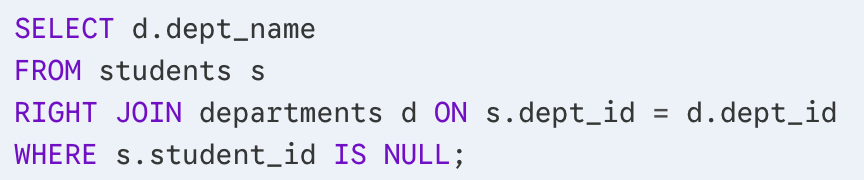 SELECT d.dept_name
FROM students s
RIGHT JOIN departments d ON s.dept_id = d.dept_id
WHERE s.student_id IS NULL;